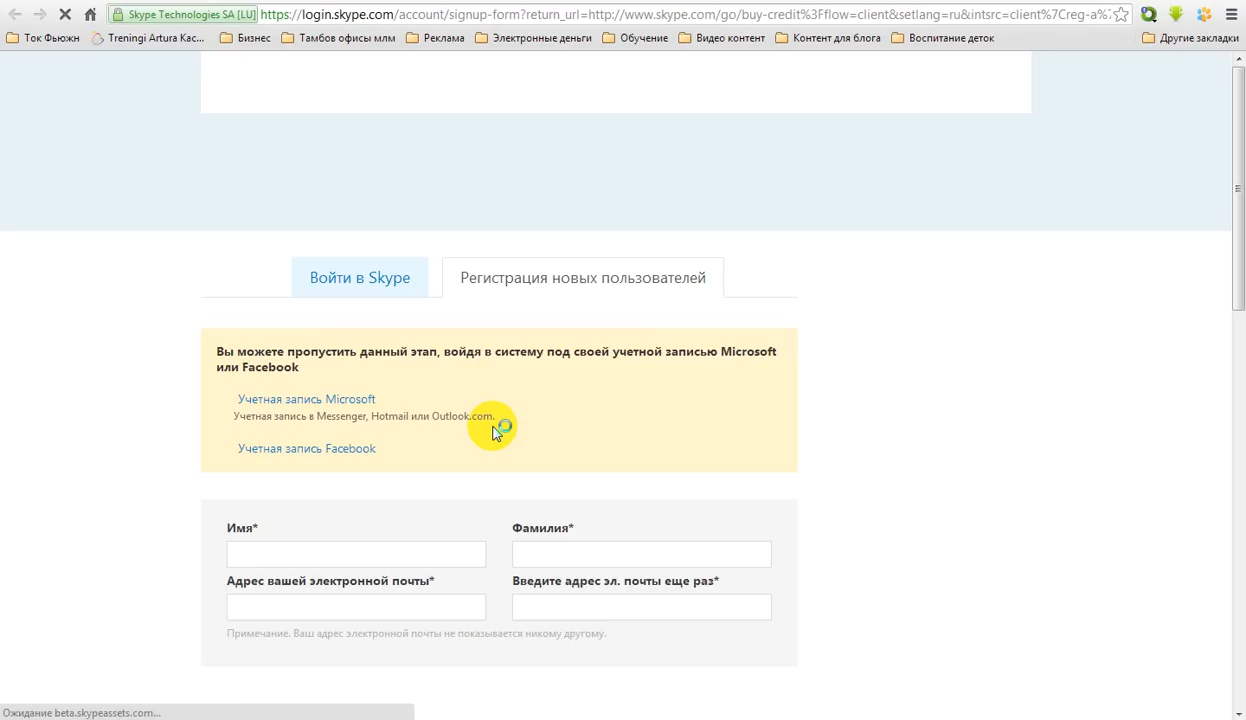 Skype Technologies SA [LU] https://login.skype.com/account/signup-form?return_url=http://www.skype.com/go/buy-credit%3Fflow=client&setlang=ru&intsrc=client%7Creg-a%
Ток Фьюжн Treningi Artura Kac... Бизнес Тамбов офисы млм Реклама Электронные деньги Обучение Видео контент Контент для блога Воспитание деток Другие закладки
Войти в Skype Регистрация новых пользователей
Вы можете пропустить данный этап, войдя в систему под своей учетной записью Microsoft
или Facebook
Учетная запись Microsoft
Учетная запись в Messenger, Hotmail или Outlook.com.
Учетная запись Facebook
Имя* Фамилия*
Адрес вашей электронной почты* Введите адрес эл. почты еще раз*
Примечание. Ваш адрес электронной почты не показывается никому другому.
Ожидание beta.skypeassets.com...